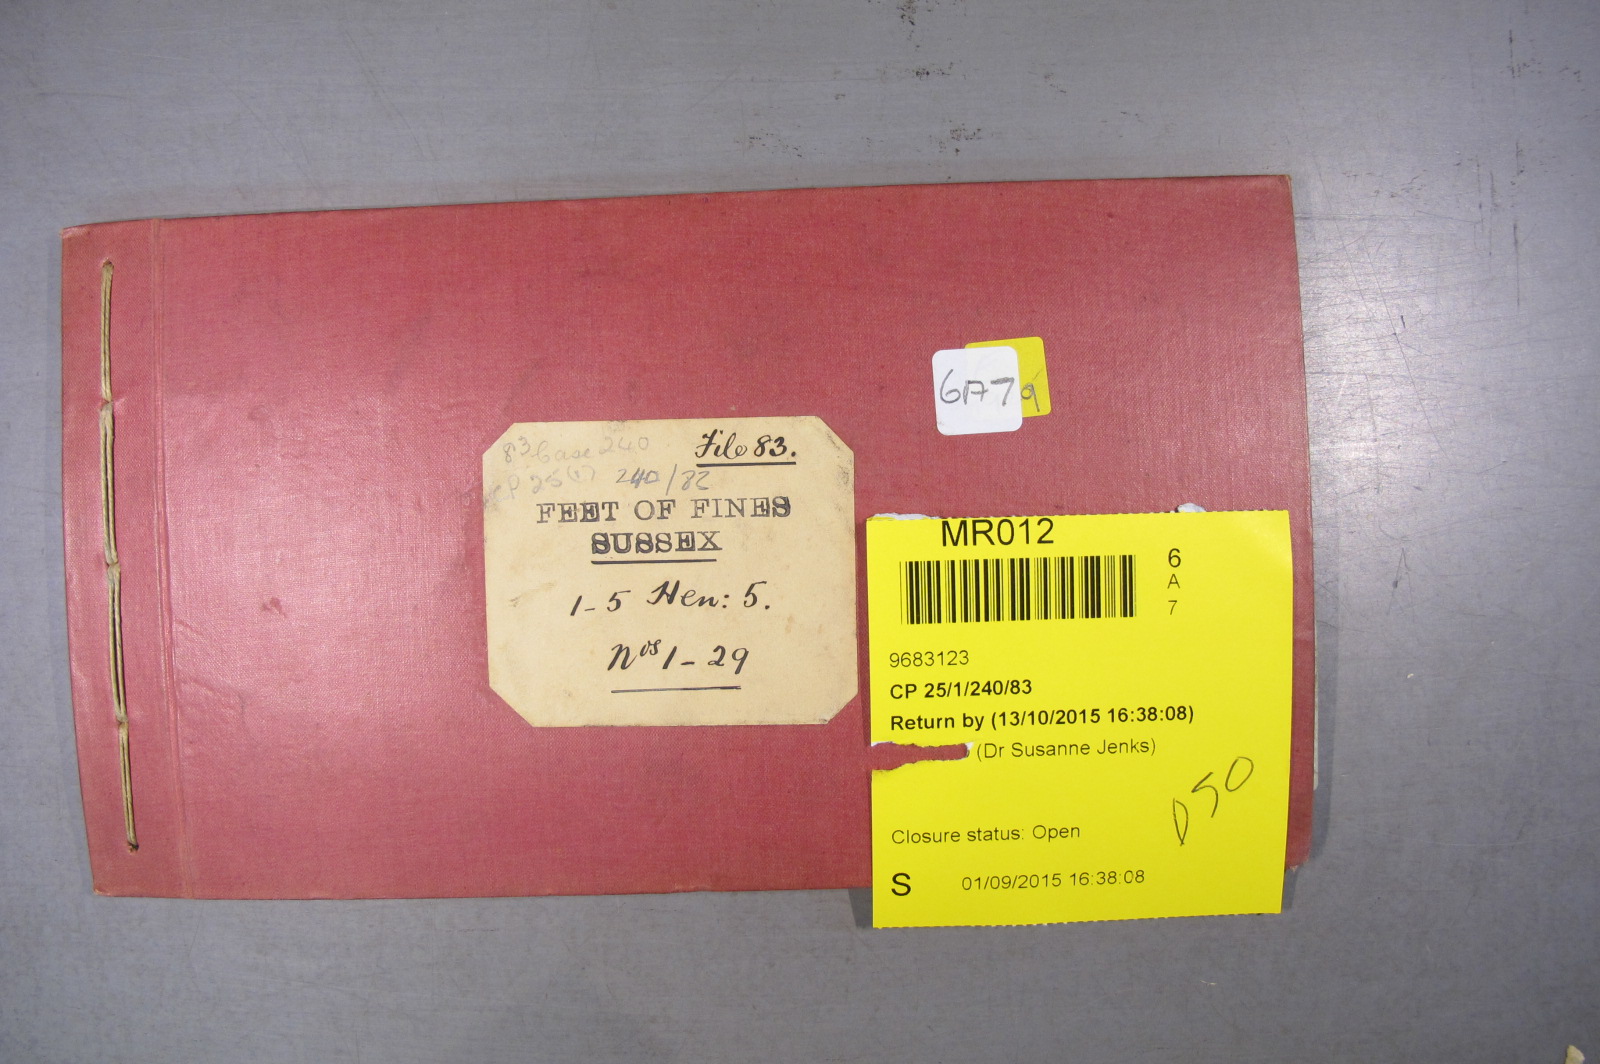 83 Case 240
File 83.
CP 25(1) 240/82
FEET OF FINES
SUSSEX
1-5 Hen: 5.
Nos 1-29
6A7a
MR012
6
A
7
9683123
CP 25/1/240/83
Return by (13/10/2015 16:38:08)
(Dr Susanne Jenks)
D50
Closure status: Open
S 01/09/2015 16:38:08